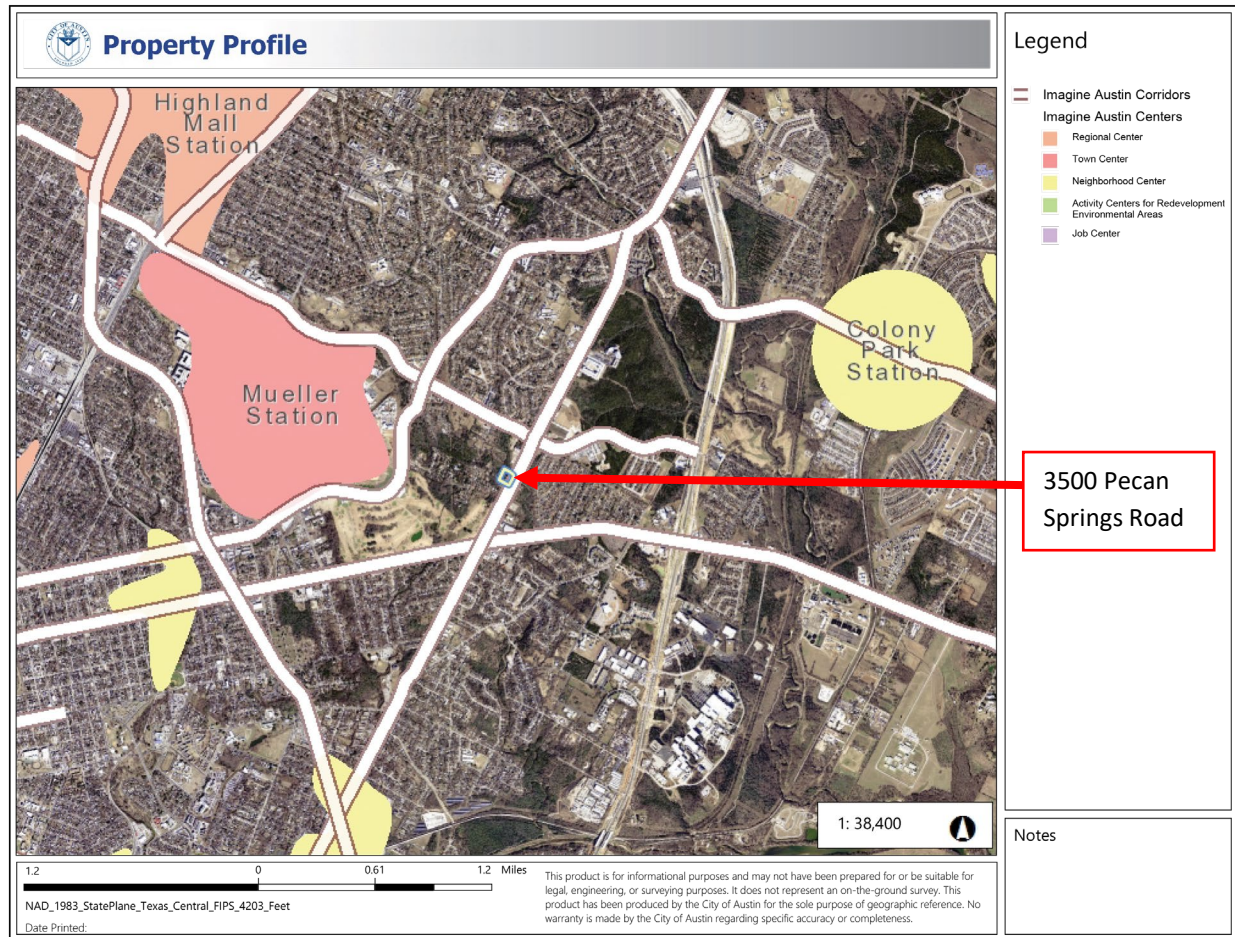 CITY OF AUSTIN
Property Profile
Highland
Mall
Station
Mueller
Station
Colony
Park
Station
1: 38,400
Legend
Imagine Austin Corridors
Imagine Austin Centers
Regional Center
Town Center
Neighborhood Center
Activity Centers for Redevelopment
Environmental Areas
Job Center
3500 Pecan
Springs Road
Notes
1.2 0 0.61 1.2 Miles
NAD_1983_StatePlane_Texas_Central_FIPS_4203_Feet
Date Printed:
This product is for informational purposes and may not have been prepared for or be suitable for
legal, engineering, or surveying purposes. It does not represent an on-the-ground survey. This
product has been produced by the City of Austin for the sole purpose of geographic reference. No
warranty is made by the City of Austin regarding specific accuracy or completeness.